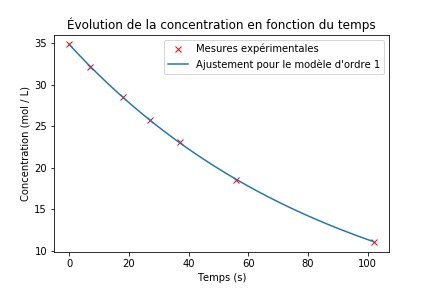 Évolution de la concentration en fonction du temps
Mesures expérimentales
Ajustement pour le modèle d'ordre 1
Concentration (mol / L)
35
30
25
20
15
10
0
20
40
60
80
100
Temps (s)